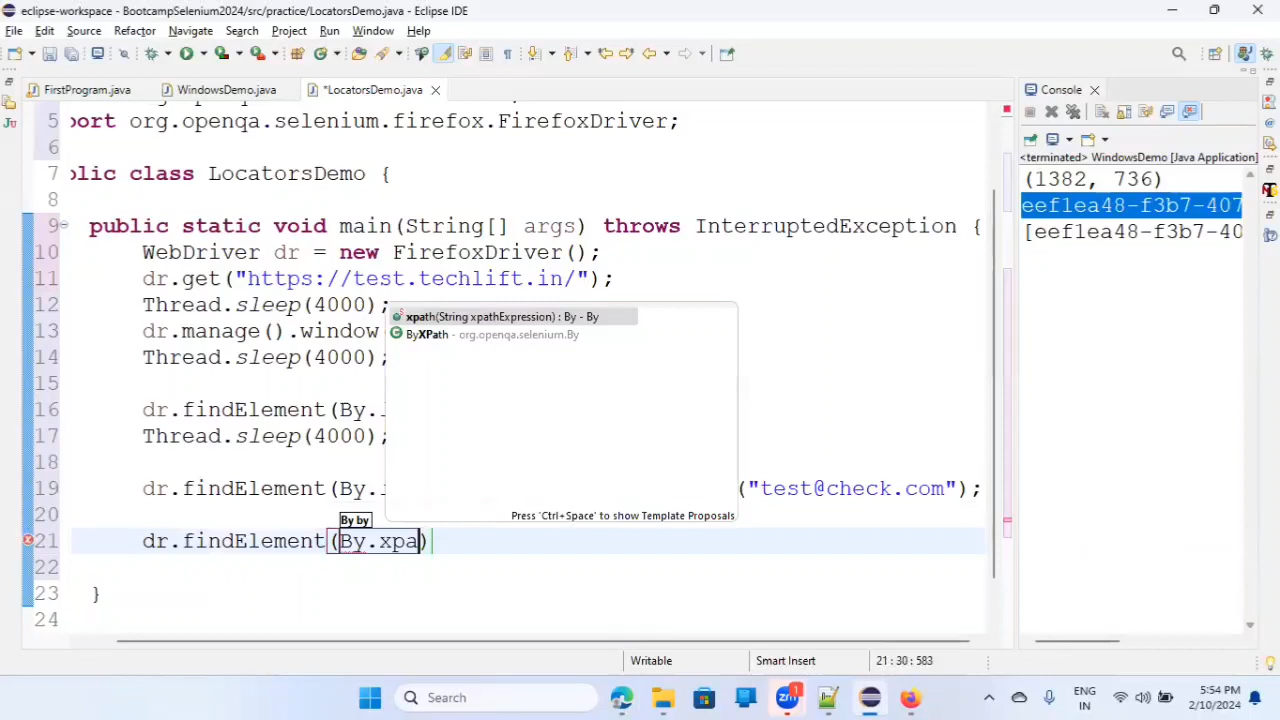 eclipse-workspace - BootcampSelenium2024/src/practice/LocatorsDemo.java - Eclipse IDE
File Edit Source Refactor Navigate Search Project Run Window Help
FirstProgram.java WindowsDemo.java *LocatorsDemo.java
5 port org.openqa.selenium.firefox.FirefoxDriver;
6
7 blic class LocatorsDemo {
8
9 public static void main(String[] args) throws InterruptedException {
10 WebDriver dr = new FirefoxDriver();
11 dr.get("https://test.techlift.in/");
12 Thread.sleep(4000);
13 dr.manage().window
14 Thread.sleep(4000);
15
16 dr.findElement(By.
17 Thread.sleep(4000);
18
19 dr.findElement(By. ("test@check.com");
20
21 dr.findElement(By.xpa)
22
23 }
24
xpath(String xpathExpression) : By - By
ByXPath - org.openqa.selenium.By
Press 'Ctrl+Space' to show Template Proposals
By by
Console
<terminated> WindowsDemo [Java Application]
(1382, 736)
eef1ea48-f3b7-407
[eef1ea48-f3b7-40
Writable Smart Insert 21 : 30 : 583
Search
zm 1
ENG
IN
5:54 PM
2/10/2024